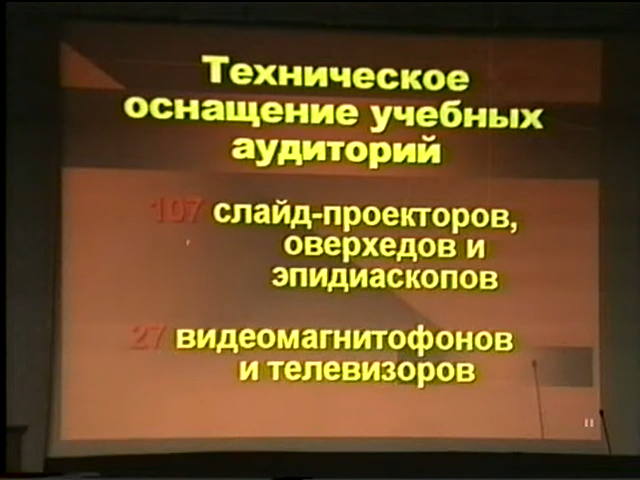 Техническое
оснащение учебных
аудиторий
107 слайд-проекторов,
оверхедов и
эпидиаскопов
27 видеомагнитофонов
и телевизоров